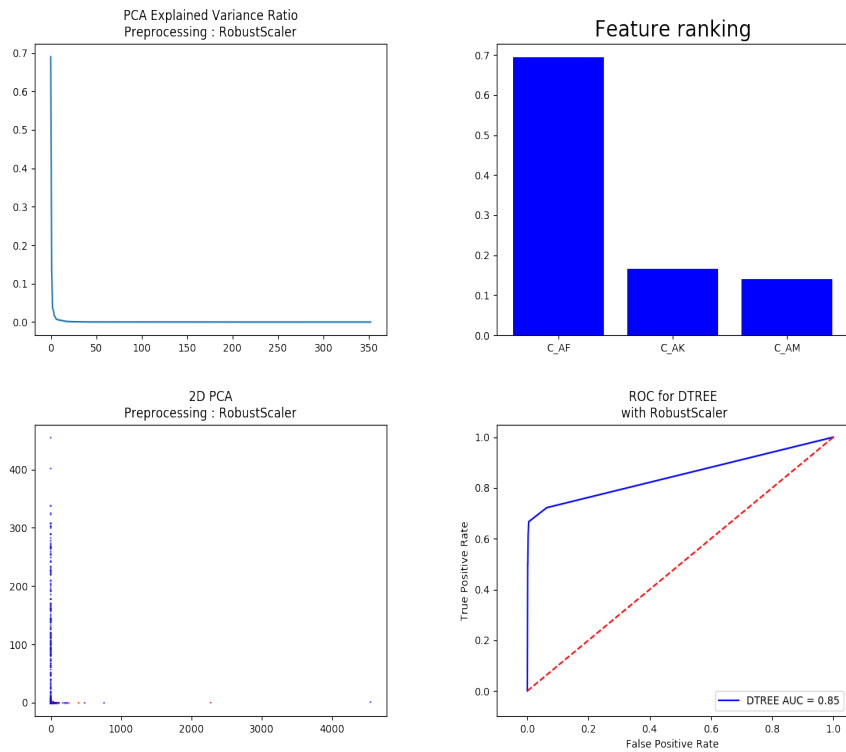 PCA Explained Variance Ratio
Preprocessing : RobustScaler
0.7
0.6
0.5
0.4
0.3
0.2
0.1
0.0
0 50 100 150 200 250 300 350
Feature ranking
0.7
0.6
0.5
0.4
0.3
0.2
0.1
0.0
C_AF C_AK C_AM
2D PCA
Preprocessing : RobustScaler
400
300
200
100
0
0 1000 2000 3000 4000
ROC for DTREE
with RobustScaler
True Positive Rate
1.0
0.8
0.6
0.4
0.2
0.0
DTREE AUC = 0.85
0.0 0.2 0.4 0.6 0.8 1.0
False Positive Rate